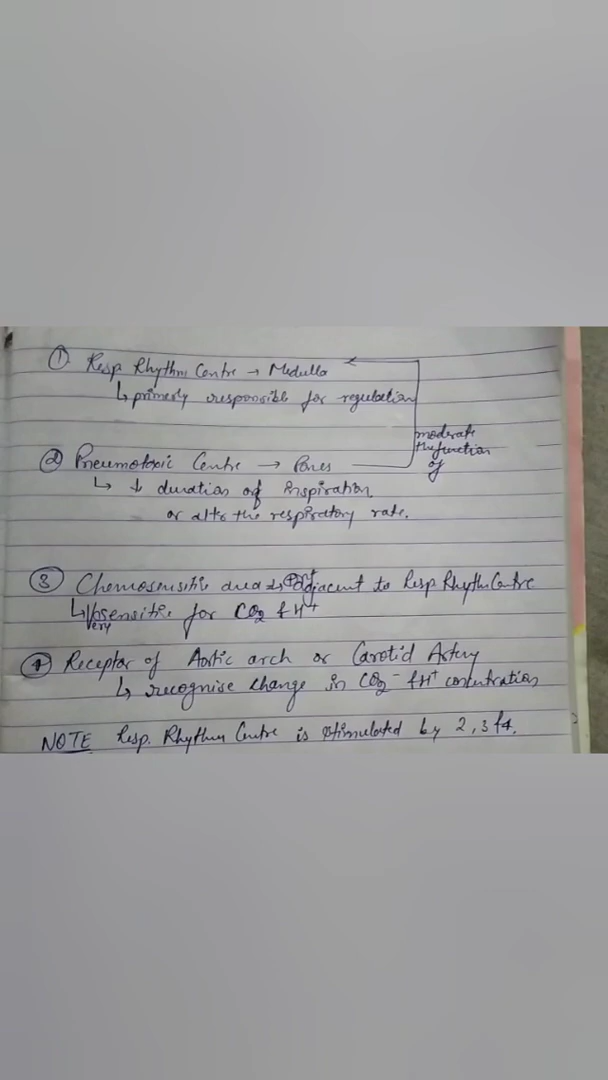 ① Resp Rhythm Centre → Medulla
↳ primerly responsible for regulation
moderate
the function
of
② Pneumotaxic Centre → Pones
↳ ↓ duration of Inspiration
or alter the respiratory rate.
③ Chemosensitive area adjacent to Resp Rhythm Centre
↳ sensitive for CO2 & H+
very
④ Receptor of Aortic arch or Carotid Artery
↳ recognise change in CO2- & H+ concentration
NOTE Resp. Rhythm Centre is stimulated by 2, 3 & 4.